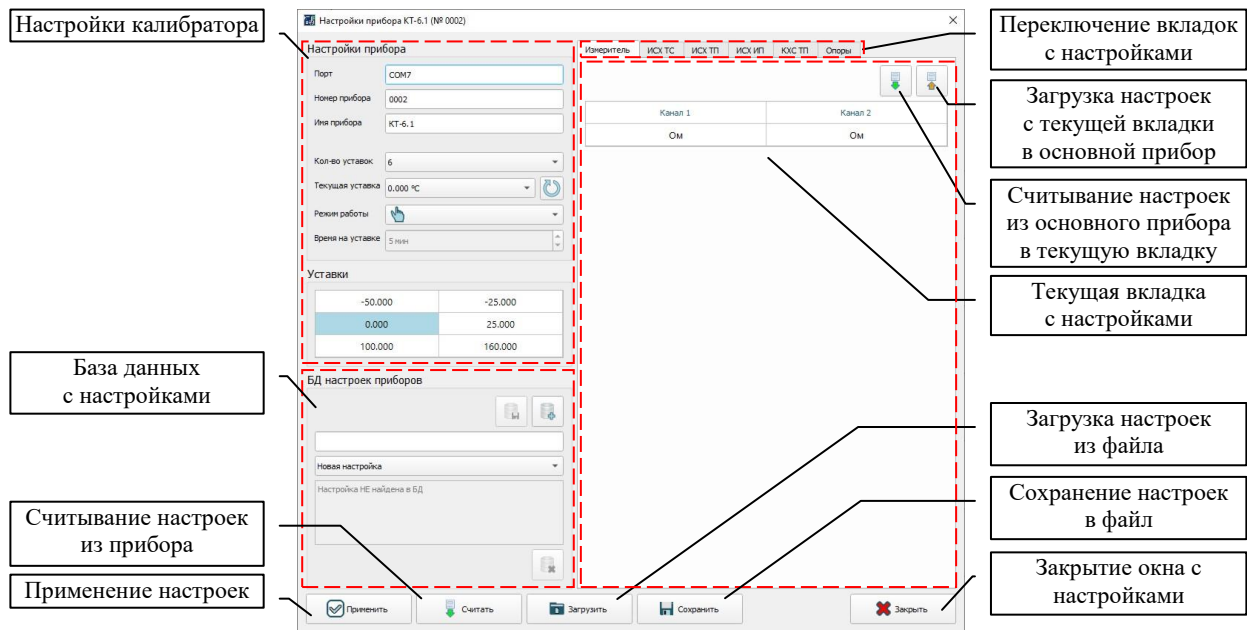 Настройки калибратора
База данных
с настройками
Считывание настроек
из прибора
Применение настроек
Настройки прибора КТ-6.1 (№ 0002)
Настройки прибора
Порт
COM7
Номер прибора
0002
Имя прибора
КТ-6.1
Кол-во уставок
6
Текущая уставка
0.000 °C
Режим работы
Время на уставке
5 мин
Уставки
-50.000
-25.000
0.000
25.000
100.000
160.000
БД настроек приборов
Новая настройка
Настройка НЕ найдена в БД
Измеритель
ИСХ ТС
ИСХ ТП
ИСХ ИП
КХС ТП
Опоры
Канал 1
Канал 2
Ом
Ом
Применить
Считать
Загрузить
Сохранить
Закрыть
Переключение вкладок
с настройками
Загрузка настроек
с текущей вкладки
в основной прибор
Считывание настроек
из основного прибора
в текущую вкладку
Текущая вкладка
с настройками
Загрузка настроек
из файла
Сохранение настроек
в файл
Закрытие окна с
настройками